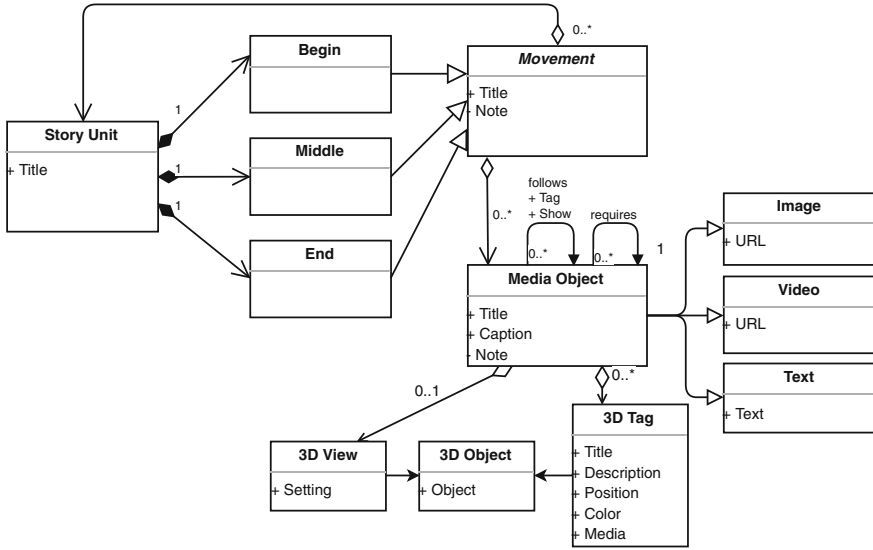 0..*
Begin
Movement
+ Title
- Note
1
Story Unit
+ Title
Middle
1
1
follows
+ Tag
+ Show
requires
0..*
0..*
0..*
1
Image
+ URL
End
Media Object
+ Title
+ Caption
- Note
Video
+ URL
Text
+ Text
0..1
0..*
3D View
+ Setting
3D Object
+ Object
3D Tag
+ Title
+ Description
+ Position
+ Color
+ Media